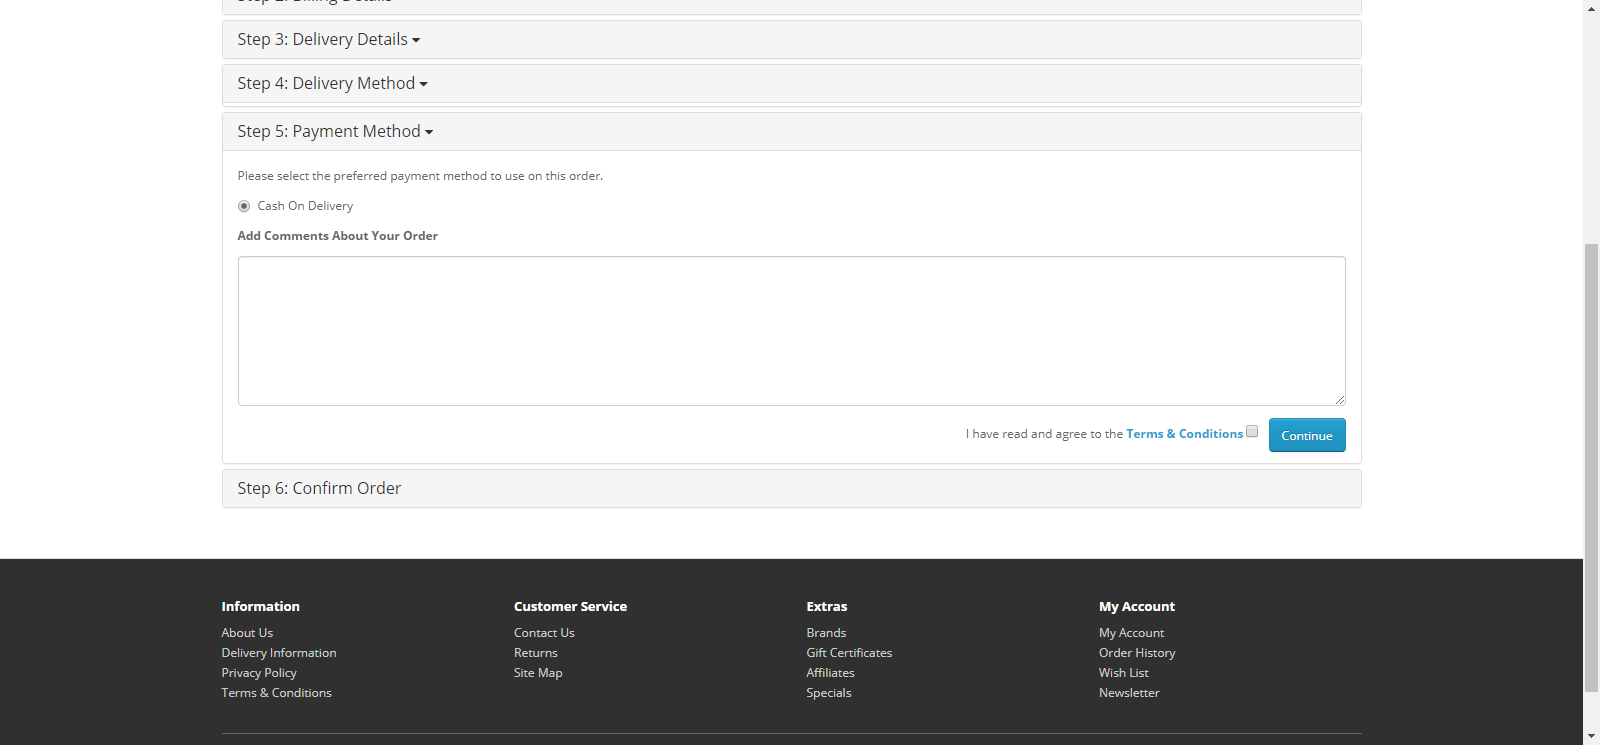 Step 2: Billing Details
Step 3: Delivery Details
Step 4: Delivery Method
Step 5: Payment Method
Please select the preferred payment method to use on this order.
Cash On Delivery
Add Comments About Your Order
I have read and agree to the Terms & Conditions
Continue
Step 6: Confirm Order
Information
About Us
Delivery Information
Privacy Policy
Terms & Conditions
Customer Service
Contact Us
Returns
Site Map
Extras
Brands
Gift Certificates
Affiliates
Specials
My Account
My Account
Order History
Wish List
Newsletter